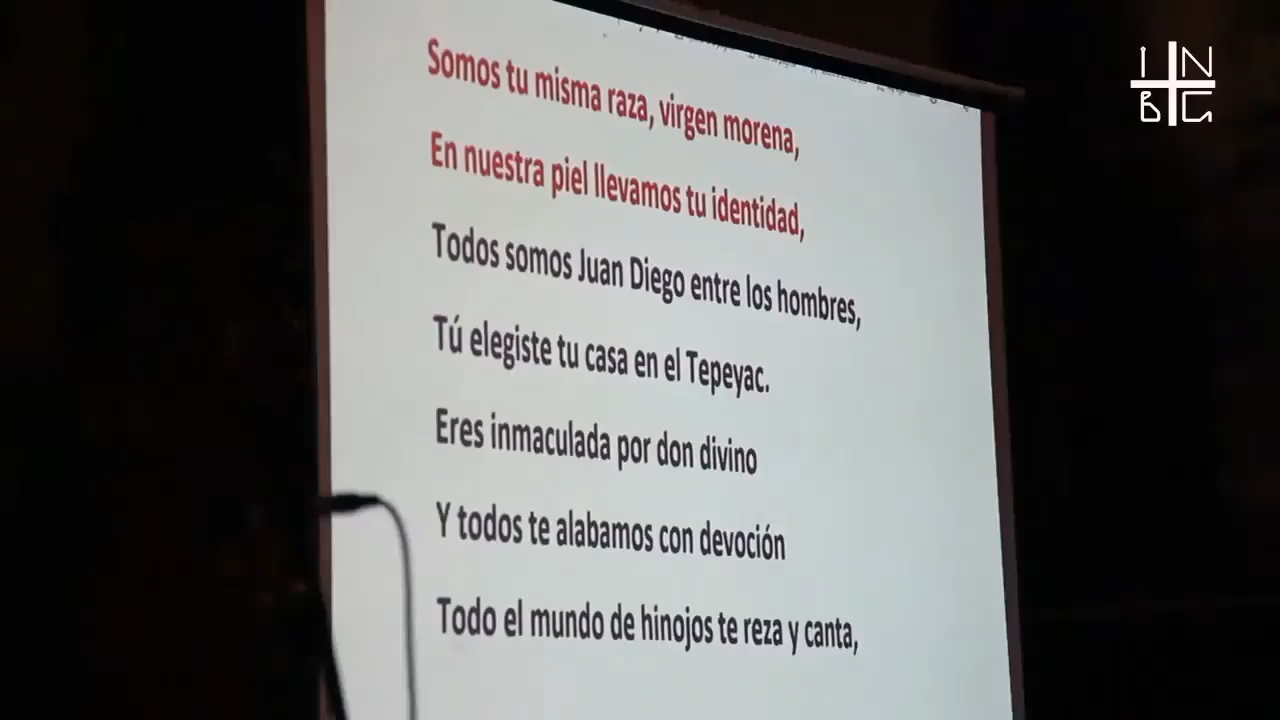 Somos tu misma raza, virgen morena,
En nuestra piel llevamos tu identidad,
Todos somos Juan Diego entre los hombres,
Tú elegiste tu casa en el Tepeyac.
Eres inmaculada por don divino
Y todos te alabamos con devoción
Todo el mundo de hinojos te reza y canta,
I N
B G